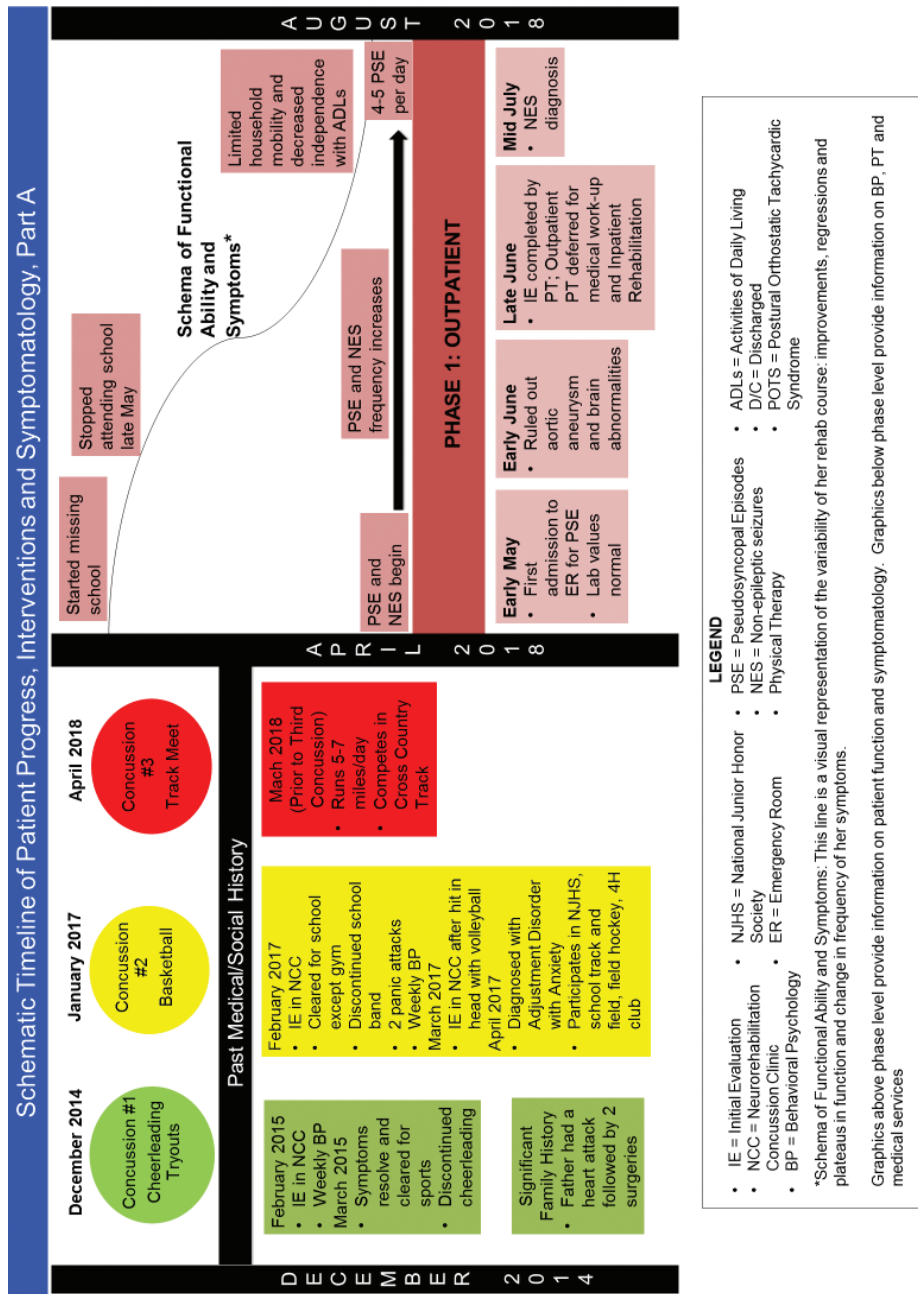 Schematic Timeline of Patient Progress, Interventions and Symptomatology, Part A
December 2014
Concussion
#1
Cheerleading
Tryouts
January 2017
Concussion
#2
Basketball
April 2018
Concussion
#3
Track Meet
Past Medical/Social History
DECEMBER 2014
February 2015
• IE in NCC
• Weekly BP
March 2015
• Symptoms
resolve and
cleared for
sports
• Discontinued
cheerleading
Significant
Family History
• Father had a
heart attack
followed by 2
surgeries
February 2017
• IE in NCC
• Cleared for school
except gym
• Discontinued school
band
• 2 panic attacks
• Weekly BP
March 2017
• IE in NCC after hit in
head with volleyball
April 2017
• Diagnosed with
Adjustment Disorder
with Anxiety
• Participates in NJHS,
school track and
field, field hockey, 4H
club
Mach 2018
(Prior to Third
Concussion)
• Runs 5-7
miles/day
• Competes in
Cross Country
Track
APRIL 2018
Started missing
school
Stopped
attending school
late May
Schema of Functional
Ability and
Symptoms*
Limited
household
mobility and
decreased
independence
with ADLs
PSE and
NES begin
PSE and NES
frequency increases
4-5 PSE
per day
PHASE 1: OUTPATIENT
Early May
• First
admission to
ER for PSE
• Lab values
normal
Early June
• Ruled out
aortic
aneurysm
and brain
abnormalities
Late June
• IE completed by
PT; Outpatient
PT deferred for
medical work-up
and Inpatient
Rehabilitation
Mid July
• NES
diagnosis
AUGUST 2018
LEGEND
• IE = Initial Evaluation
• NCC = Neurorehabilitation
Concussion Clinic
• BP = Behavioral Psychology
• NJHS = National Junior Honor
Society
• ER = Emergency Room
• PSE = Pseudosyncopal Episodes
• NES = Non-epileptic seizures
• Physical Therapy
• ADLs = Activities of Daily Living
• D/C = Discharged
• POTS = Postural Orthostatic Tachycardic
Syndrome
*Schema of Functional Ability and Symptoms: This line is a visual representation of the variability of her rehab course: improvements, regressions and
plateaus in function and change in frequency of her symptoms.
Graphics above phase level provide information on patient function and symptomatology. Graphics below phase level provide information on BP, PT and
medical services